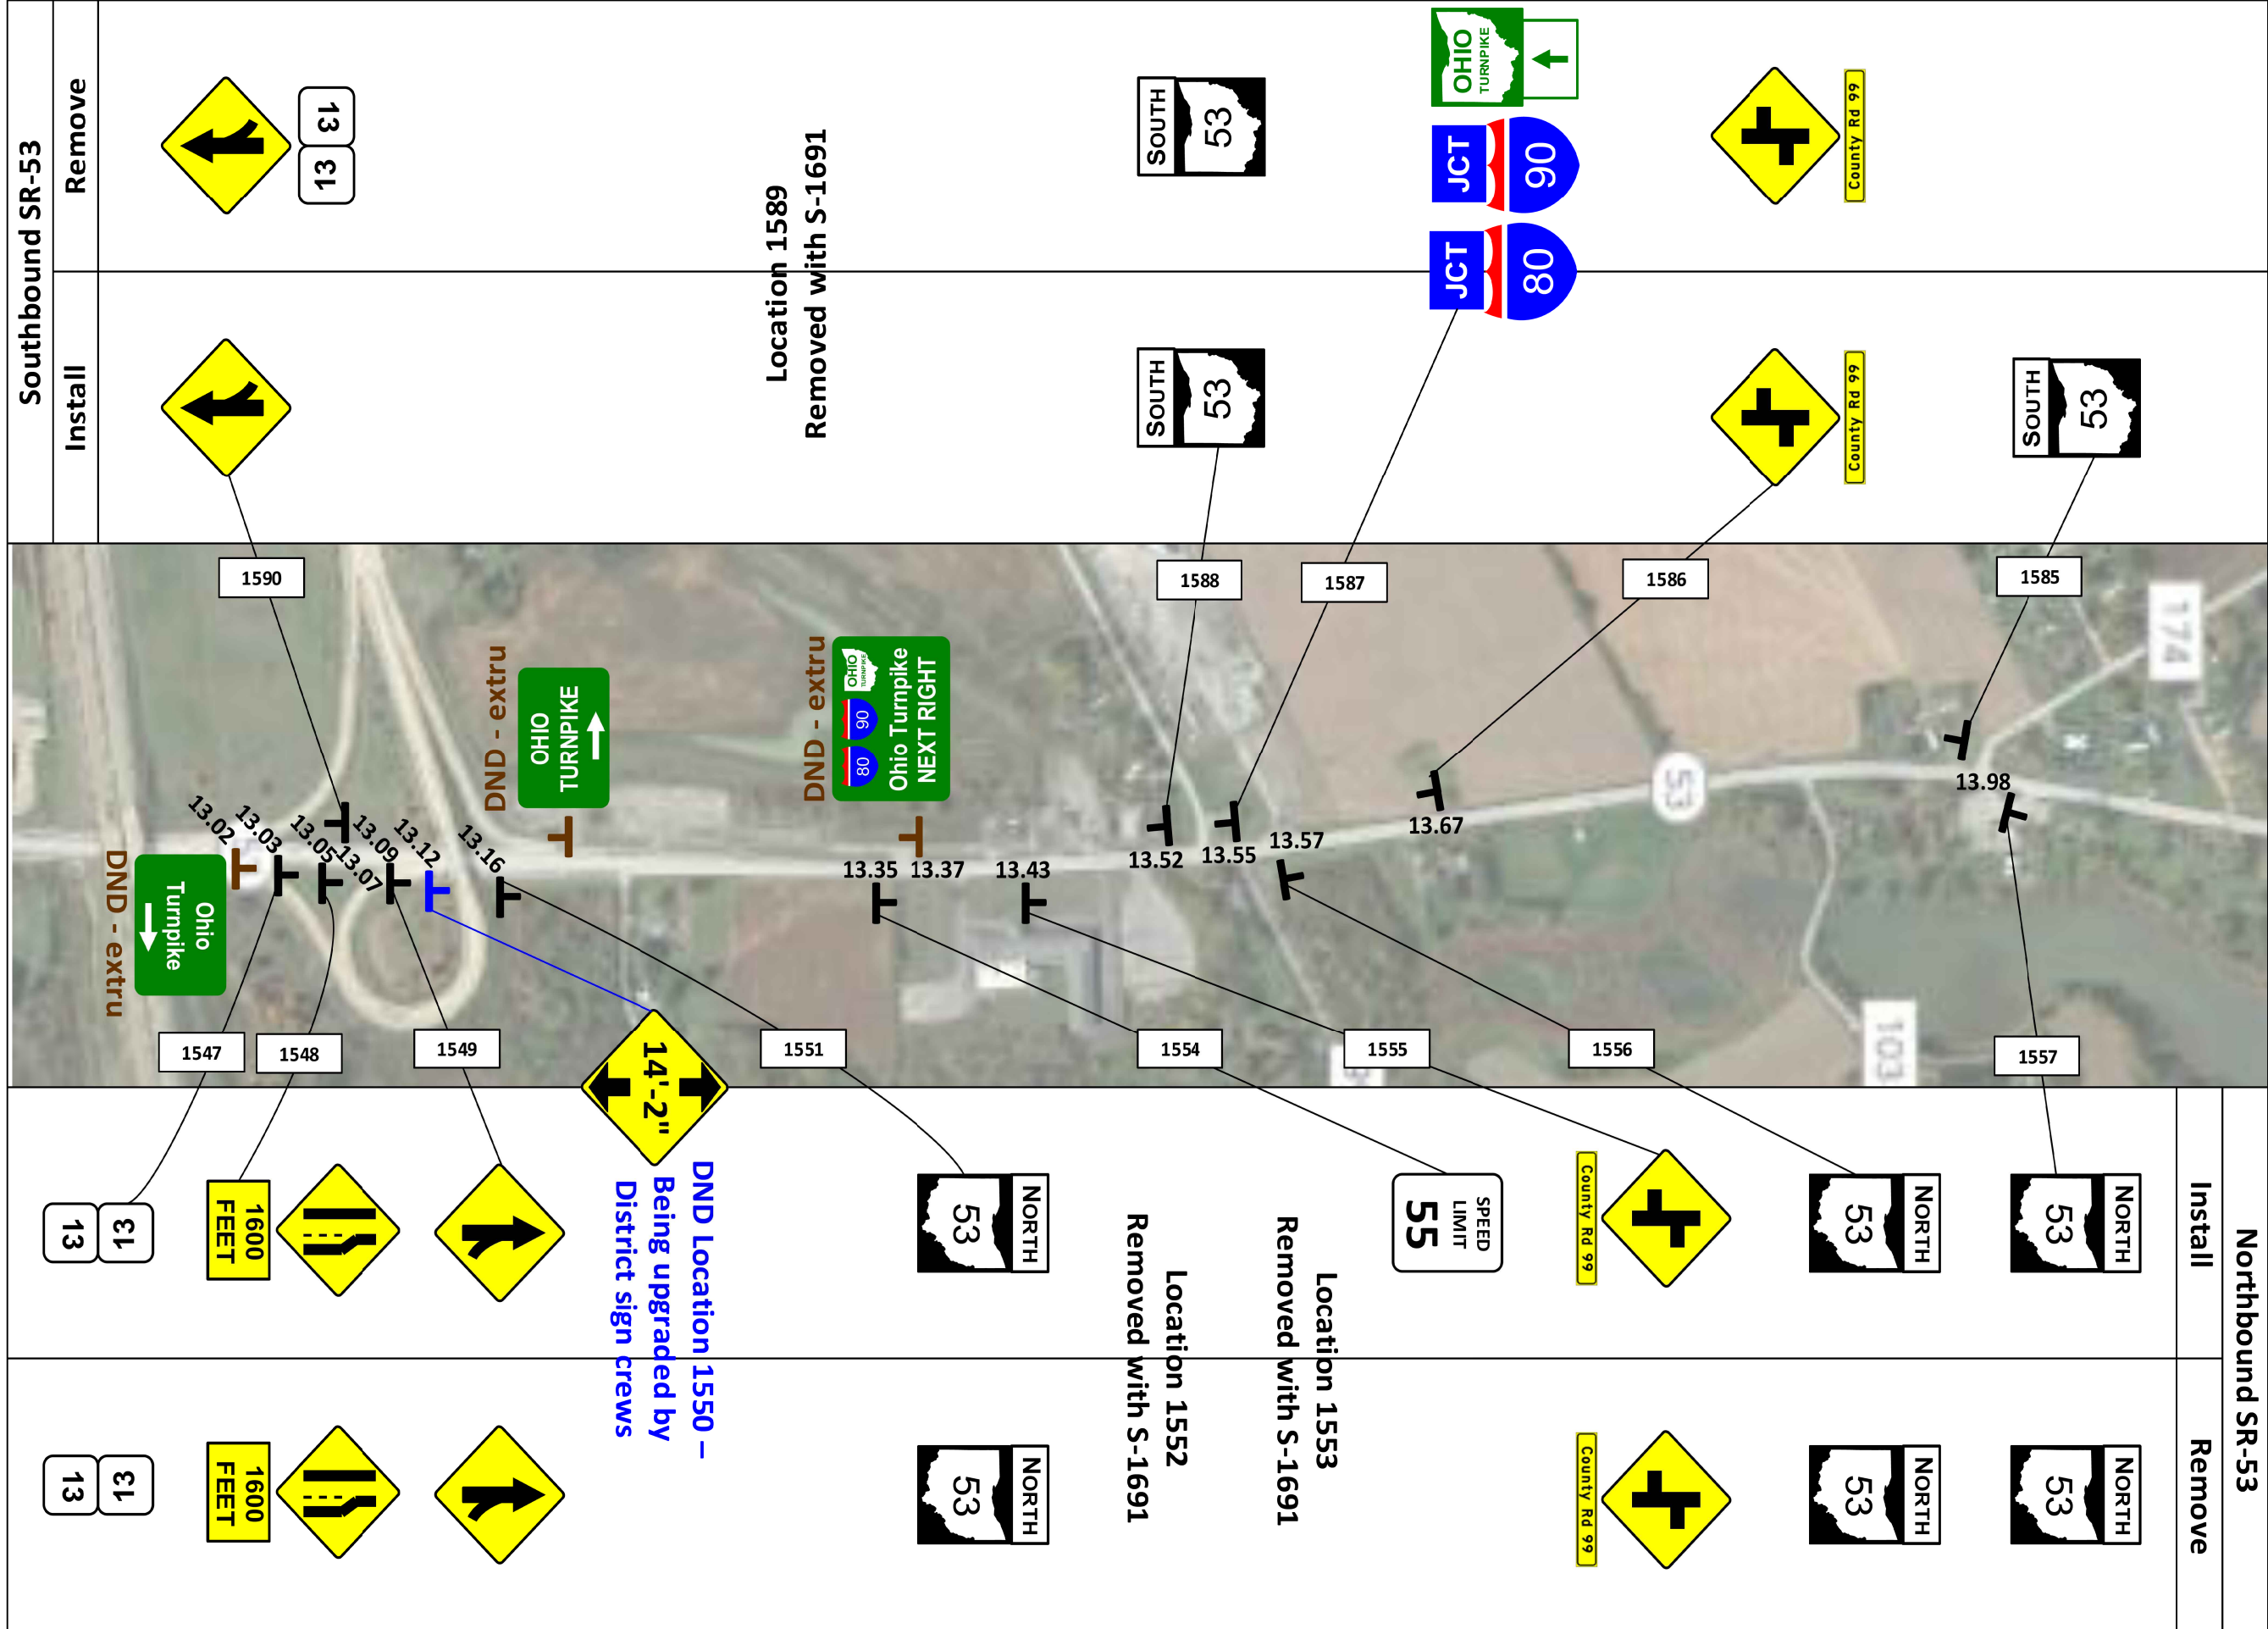 Southbound SR-53
Remove
Install
13
13
Location 1589
Removed with S-1691
SOUTH
53
OHIO
TURNPIKE
JCT
90
JCT
80
County Rd 99
SOUTH
53
County Rd 99
SOUTH
53
1590
1588
1587
1586
1585
174
53
103
DND - extru
OHIO
TURNPIKE
DND - extru
OHIO
TURNPIKE
90
80
Ohio Turnpike
NEXT RIGHT
DND - extru
Ohio
Turnpike
13.02
13.03
13.05
13.07
13.09
13.12
13.16
13.35
13.37
13.43
13.52
13.55
13.57
13.67
13.98
1547
1548
1549
1551
1554
1555
1556
1557
14'-2"
DND Location 1550 –
Being upgraded by
District sign crews
Northbound SR-53
Install
Remove
13
13
1600
FEET
NORTH
53
Location 1552
Removed with S-1691
Location 1553
Removed with S-1691
SPEED
LIMIT
55
County Rd 99
NORTH
53
NORTH
53
13
13
1600
FEET
NORTH
53
County Rd 99
NORTH
53
NORTH
53